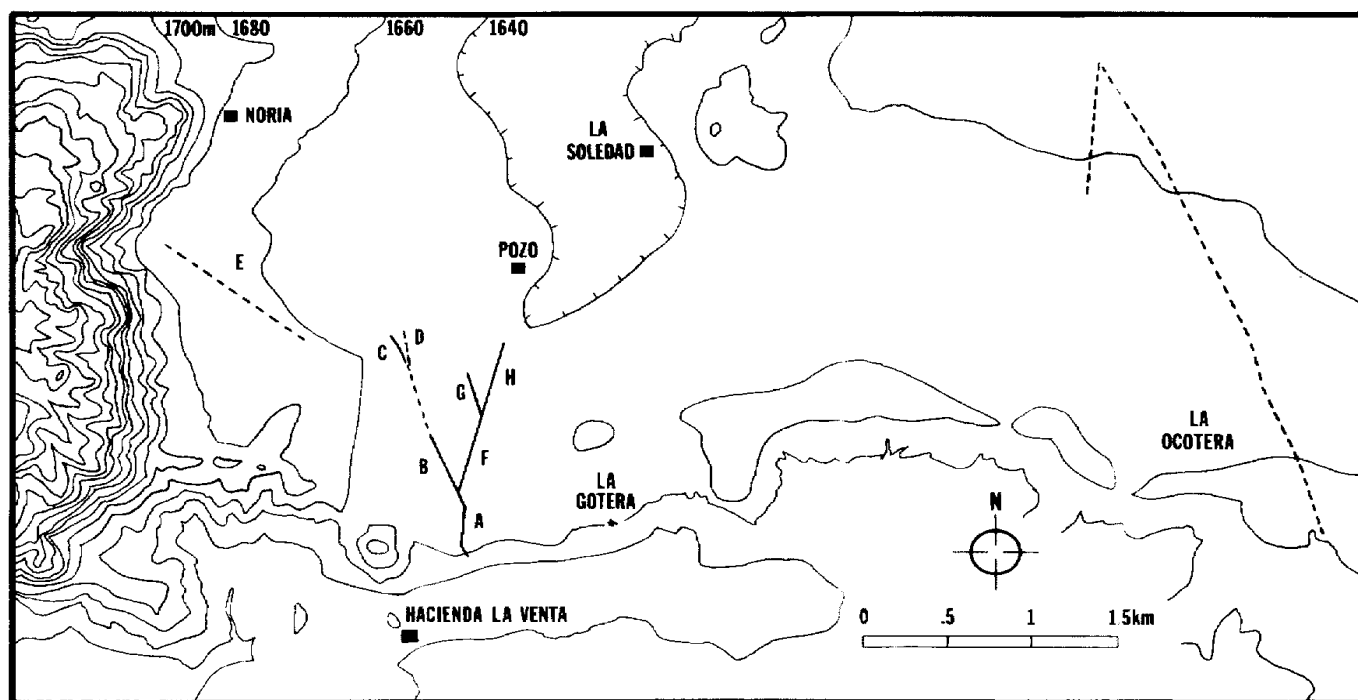 1700m 1680 1660 1640
NORIA
LA
SOLEDAD
E
POZO
D
C
H
G
B
F
A
LA
GOTERA
LA
OCOTERA
N
HACIENDA LA VENTA
0 .5 1 1.5km